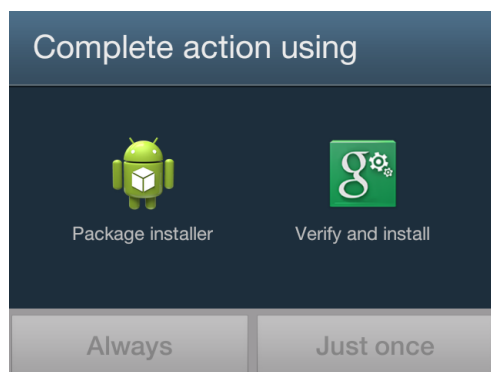 Complete action using
Package installer
Verify and install
Always
Just once